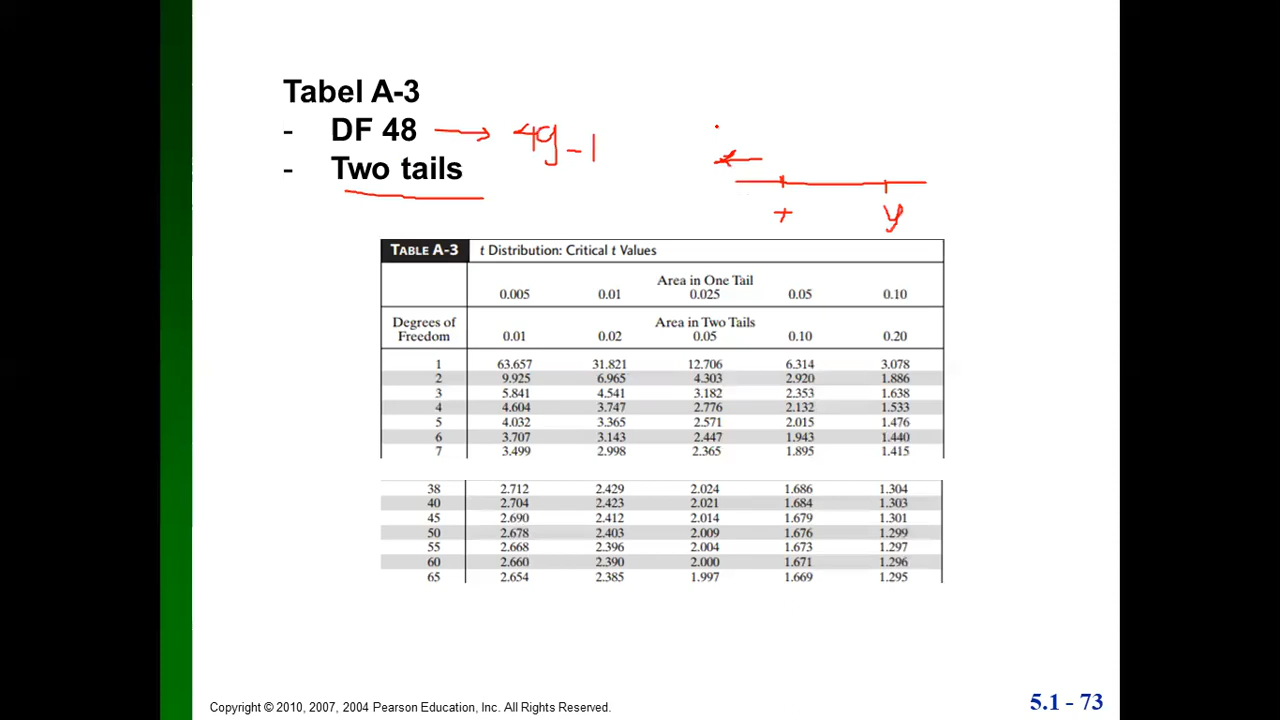 Tabel A-3
- DF 48 → 49-1
- Two tails
+ y
TABLE A-3 t Distribution: Critical t Values
Area in One Tail
0.005 0.01 0.025 0.05 0.10
Degrees of Freedom Area in Two Tails
0.01 0.02 0.05 0.10 0.20
1 63.657 31.821 12.706 6.314 3.078
2 9.925 6.965 4.303 2.920 1.886
3 5.841 4.541 3.182 2.353 1.638
4 4.604 3.747 2.776 2.132 1.533
5 4.032 3.365 2.571 2.015 1.476
6 3.707 3.143 2.447 1.943 1.440
7 3.499 2.998 2.365 1.895 1.415
38 2.712 2.429 2.024 1.686 1.304
40 2.704 2.423 2.021 1.684 1.303
45 2.690 2.412 2.014 1.679 1.301
50 2.678 2.403 2.009 1.676 1.299
55 2.668 2.396 2.004 1.673 1.297
60 2.660 2.390 2.000 1.671 1.296
65 2.654 2.385 1.997 1.669 1.295
Copyright © 2010, 2007, 2004 Pearson Education, Inc. All Rights Reserved.
5.1 - 73